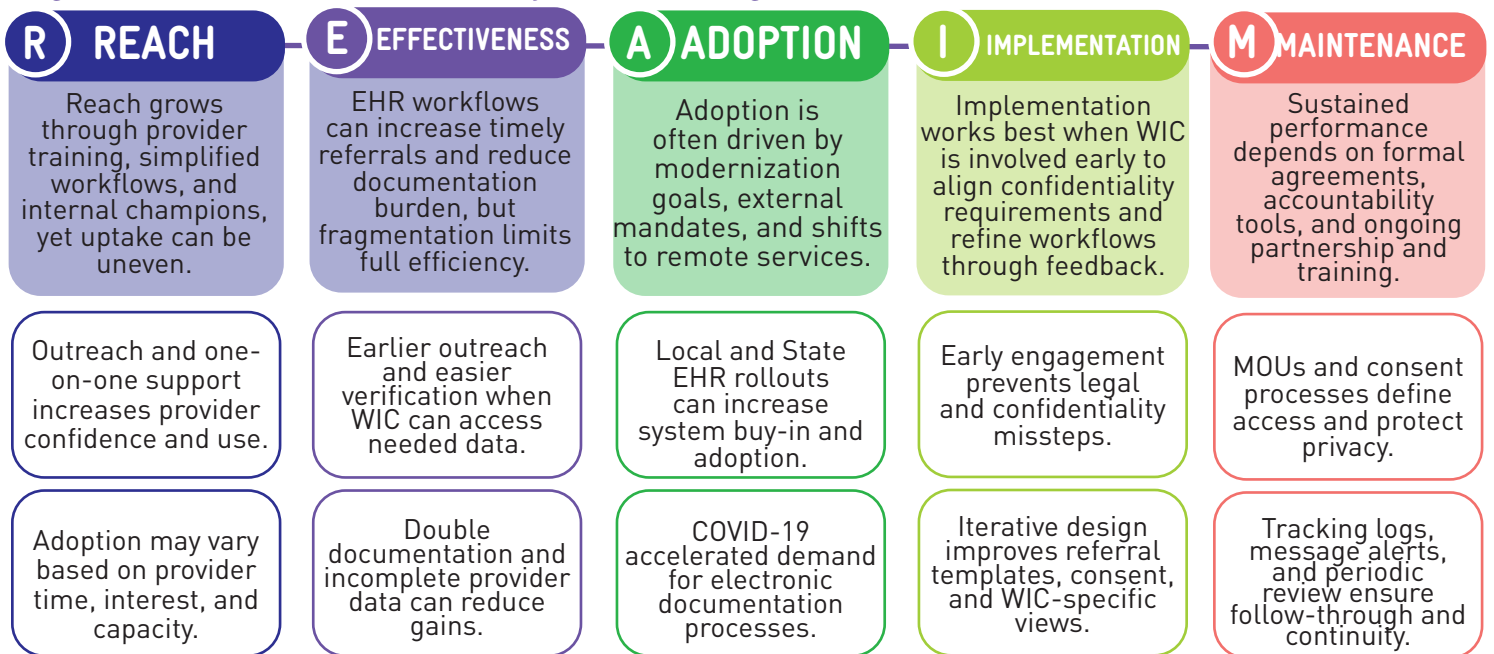 R REACH
Reach grows
through provider
training, simplified
workflows, and
internal champions,
yet uptake can be
uneven.
Outreach and one-
on-one support
increases provider
confidence and use.
Adoption may vary
based on provider
time, interest, and
capacity.
E EFFECTIVENESS
EHR workflows
can increase timely
referrals and reduce
documentation
burden, but
fragmentation limits
full efficiency.
Earlier outreach
and easier
verification when
WIC can access
needed data.
Double
documentation and
incomplete provider
data can reduce
gains.
A ADOPTION
Adoption is
often driven by
modernization
goals, external
mandates, and shifts
to remote services.
Local and State
EHR rollouts
can increase
system buy-in and
adoption.
COVID-19
accelerated demand
for electronic
documentation
processes.
I IMPLEMENTATION
Implementation
works best when WIC
is involved early to
align confidentiality
requirements and
refine workflows
through feedback.
Early engagement
prevents legal
and confidentiality
missteps.
Iterative design
improves referral
templates, consent,
and WIC-specific
views.
M MAINTENANCE
Sustained
performance
depends on formal
agreements,
accountability
tools, and ongoing
partnership and
training.
MOUs and consent
processes define
access and protect
privacy.
Tracking logs,
message alerts,
and periodic
review ensure
follow-through and
continuity.